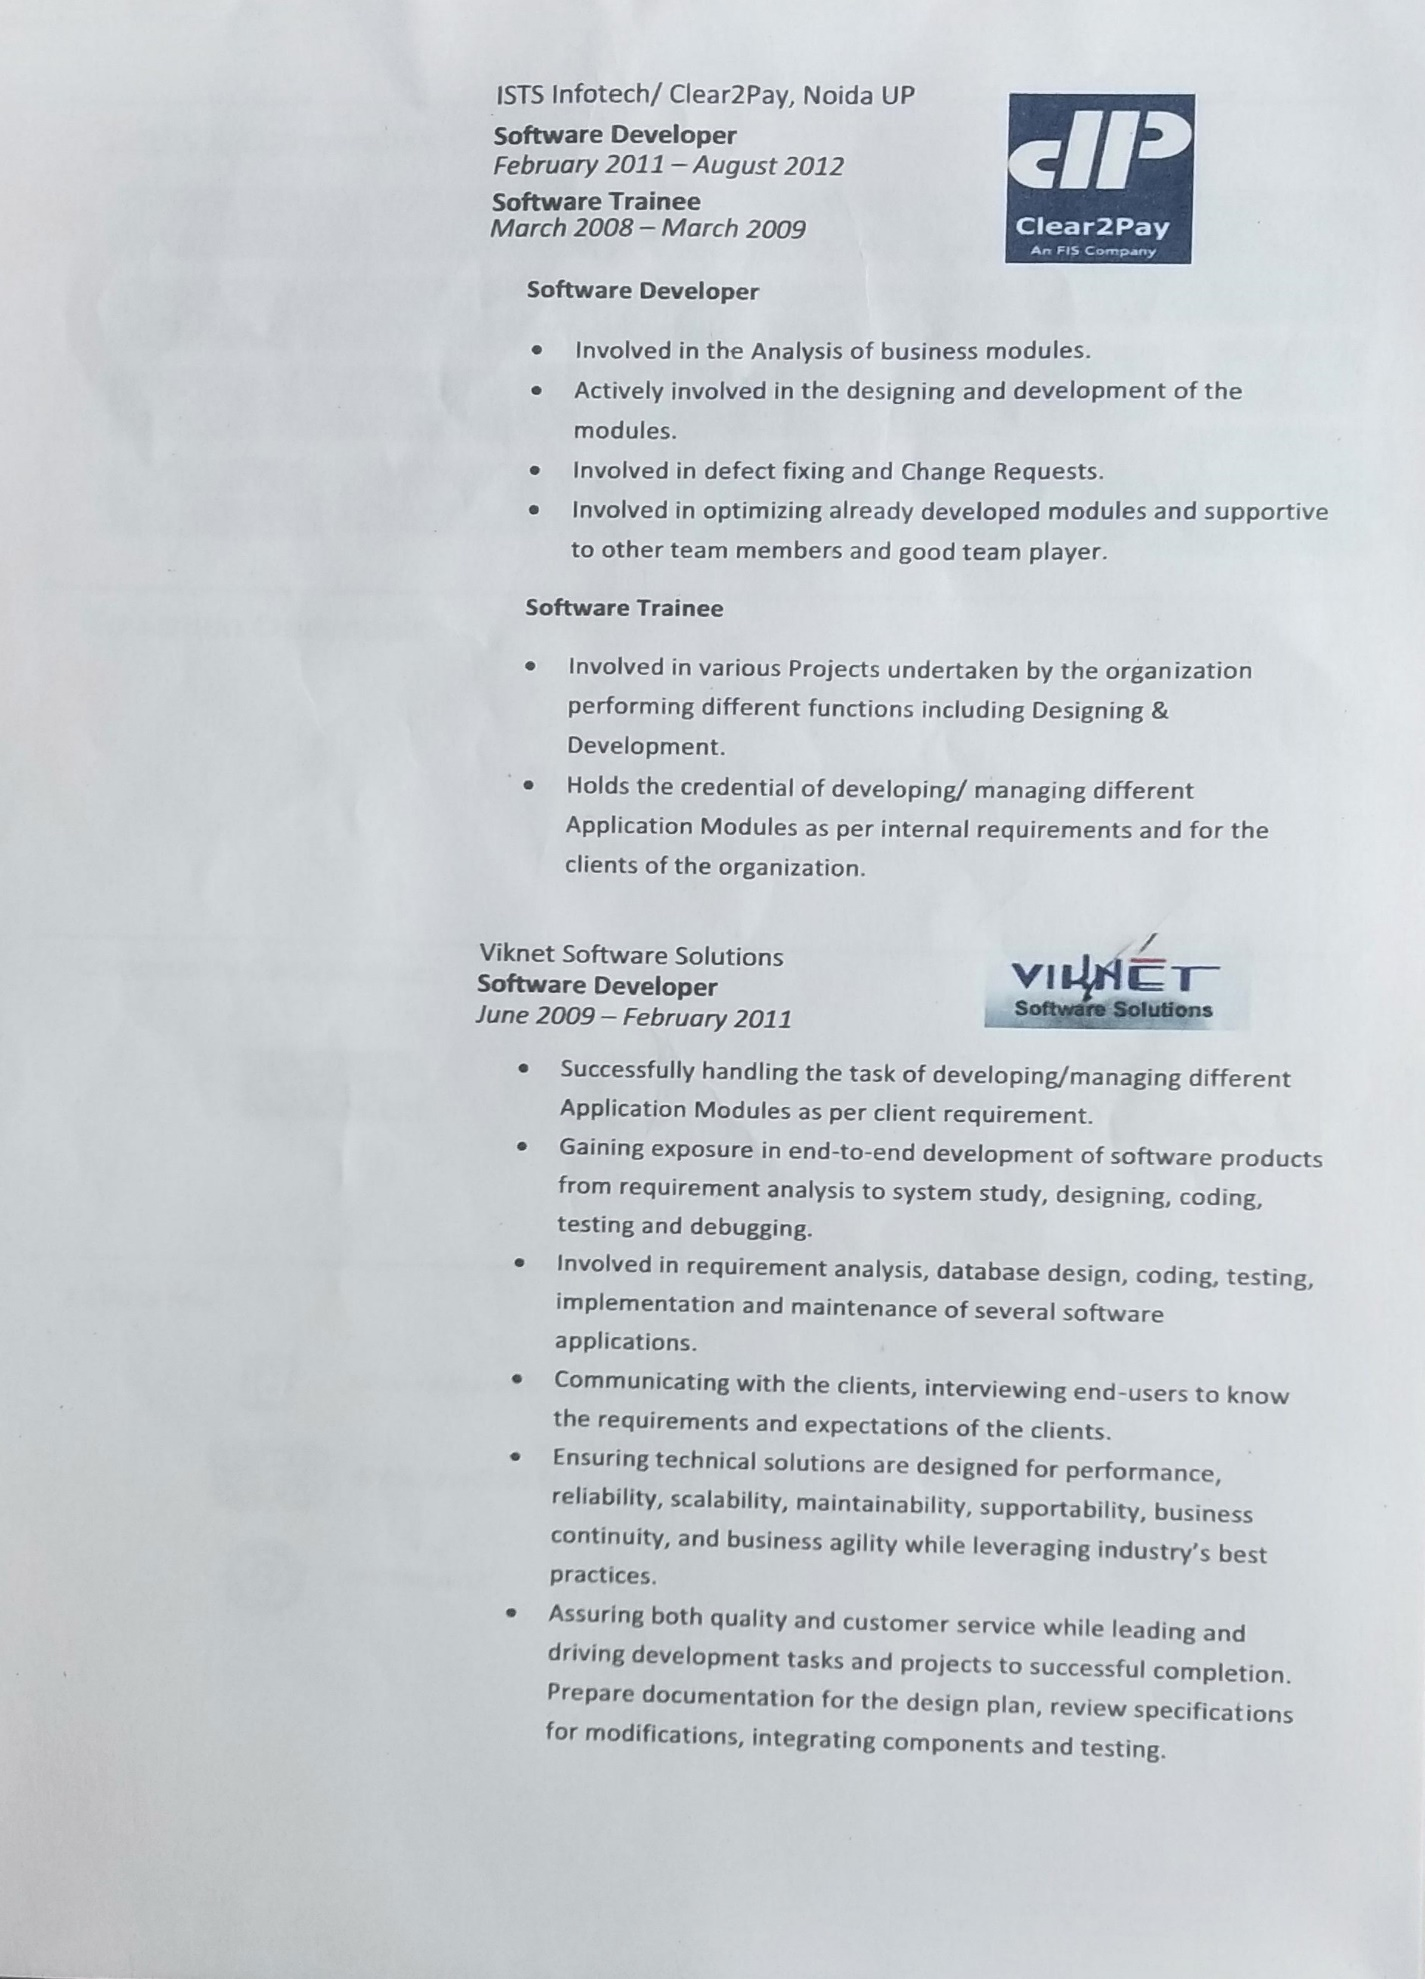 ISTS Infotech/ Clear2Pay, Noida UP
Software Developer
February 2011 – August 2012
Software Trainee
March 2008 – March 2009
Clear2Pay
An FIS Company
Software Developer
• Involved in the Analysis of business modules.
• Actively involved in the designing and development of the
modules.
• Involved in defect fixing and Change Requests.
• Involved in optimizing already developed modules and supportive
to other team members and good team player.
Software Trainee
• Involved in various Projects undertaken by the organization
performing different functions including Designing &
Development.
• Holds the credential of developing/ managing different
Application Modules as per internal requirements and for the
clients of the organization.
Viknet Software Solutions
Software Developer
June 2009 – February 2011
VIKNET
Software Solutions
• Successfully handling the task of developing/managing different
Application Modules as per client requirement.
• Gaining exposure in end-to-end development of software products
from requirement analysis to system study, designing, coding,
testing and debugging.
• Involved in requirement analysis, database design, coding, testing,
implementation and maintenance of several software
applications.
• Communicating with the clients, interviewing end-users to know
the requirements and expectations of the clients.
• Ensuring technical solutions are designed for performance,
reliability, scalability, maintainability, supportability, business
continuity, and business agility while leveraging industry's best
practices.
• Assuring both quality and customer service while leading and
driving development tasks and projects to successful completion.
Prepare documentation for the design plan, review specifications
for modifications, integrating components and testing.